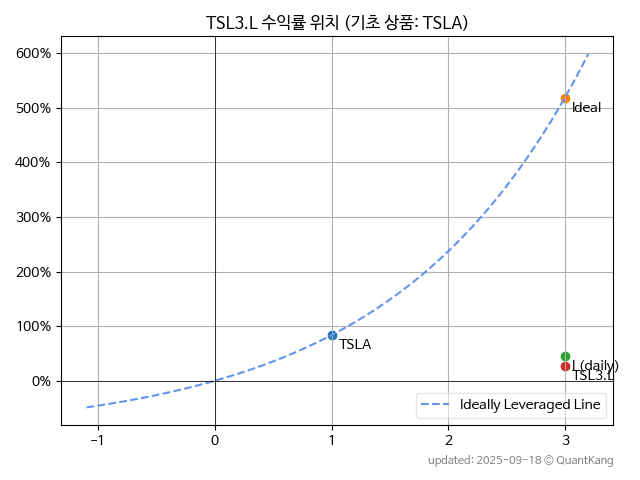 TSL3.L 수익률 위치 (기초 상품: TSLA)
600%
500%
400%
300%
200%
100%
0%
Ideal
TSLA
(daily)
TSL3.L
Ideally Leveraged Line
-1
0
1
2
3
updated: 2025-09-18 © QuantKang